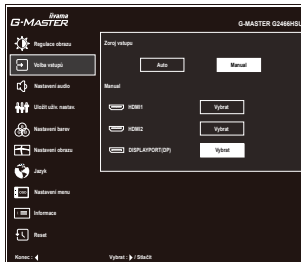 iiyama
G-MASTER
G-MASTER G2466HSU
Regulace obrazu
Volba vstupů
Nastavení audio
Uložit uživ. nastav.
Nastavení barev
Nastavení obrazu
Jazyk
OSD
Nastavení menu
Informace
Reset
Zdroj vstupu
Auto
Manual
Manual
HDMI1
Vybrat
HDMI2
Vybrat
DISPLAYPORT(DP)
Vybrat
Konec :
Vybrat : / Stlačit